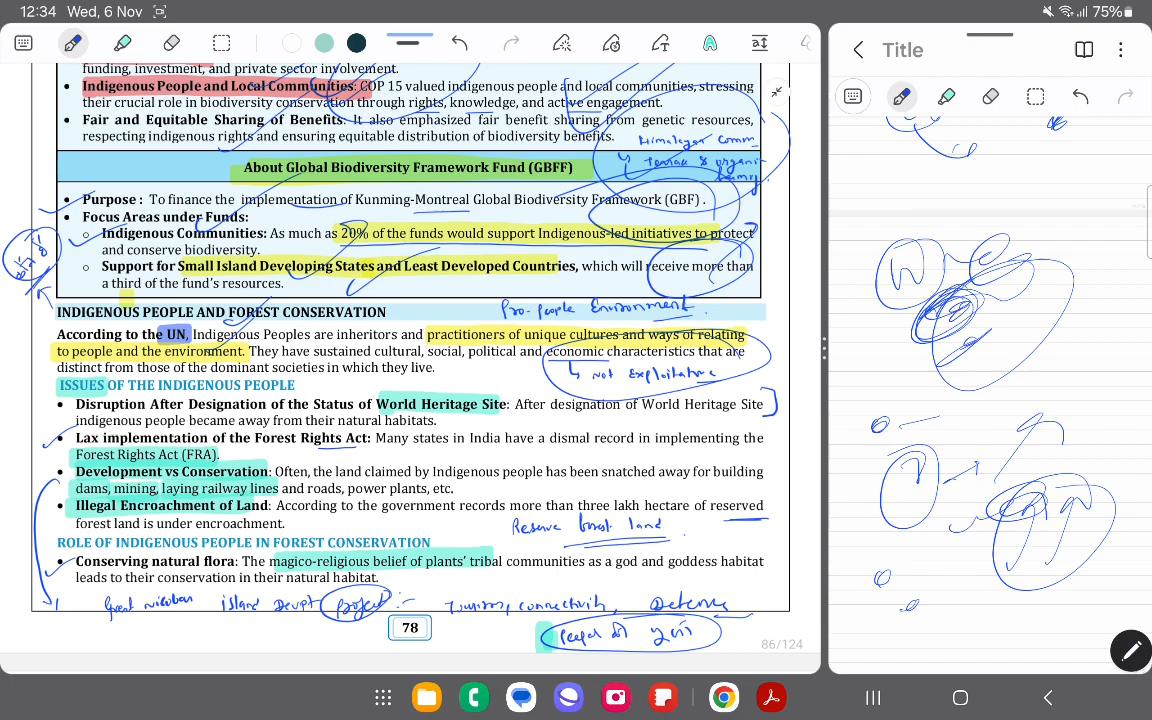 12:34 Wed, 6 Nov
75%
Title
funding, investment, and private sector involvement.
• Indigenous People and Local Communities: COP 15 valued indigenous people and local communities, stressing
their crucial role in biodiversity conservation through rights, knowledge, and active engagement.
• Fair and Equitable Sharing of Benefits: It also emphasized fair benefit sharing from genetic resources,
respecting indigenous rights and ensuring equitable distribution of biodiversity benefits.
Himalayan Comm
About Global Biodiversity Framework Fund (GBFF)
& organic
farming.
• Purpose : To finance the implementation of Kunming-Montreal Global Biodiversity Framework (GBF) .
• Focus Areas under Funds:
o Indigenous Communities: As much as 20% of the funds would support Indigenous-led initiatives to protect
and conserve biodiversity.
o Support for Small Island Developing States and Least Developed Countries, which will receive more than
a third of the fund's resources.
Pro-people Environment.
INDIGENOUS PEOPLE AND FOREST CONSERVATION
According to the UN, Indigenous Peoples are inheritors and practitioners of unique cultures and ways of relating
to people and the environment. They have sustained cultural, social, political and economic characteristics that are
distinct from those of the dominant societies in which they live.
not exploitative
ISSUES OF THE INDIGENOUS PEOPLE
• Disruption After Designation of the Status of World Heritage Site: After designation of World Heritage Site
indigenous people became away from their natural habitats.
• Lax implementation of the Forest Rights Act: Many states in India have a dismal record in implementing the
Forest Rights Act (FRA).
• Development vs Conservation: Often, the land claimed by Indigenous people has been snatched away for building
dams, mining, laying railway lines and roads, power plants, etc.
• Illegal Encroachment of Land: According to the government records more than three lakh hectare of reserved
forest land is under encroachment.
Reserve forest land
ROLE OF INDIGENOUS PEOPLE IN FOREST CONSERVATION
• Conserving natural flora: The magico-religious belief of plants' tribal communities as a god and goddess habitat
leads to their conservation in their natural habitat.
Great Nicobar island Devpt project :- Tourism, connectivity, Defence
78
People of
86/124